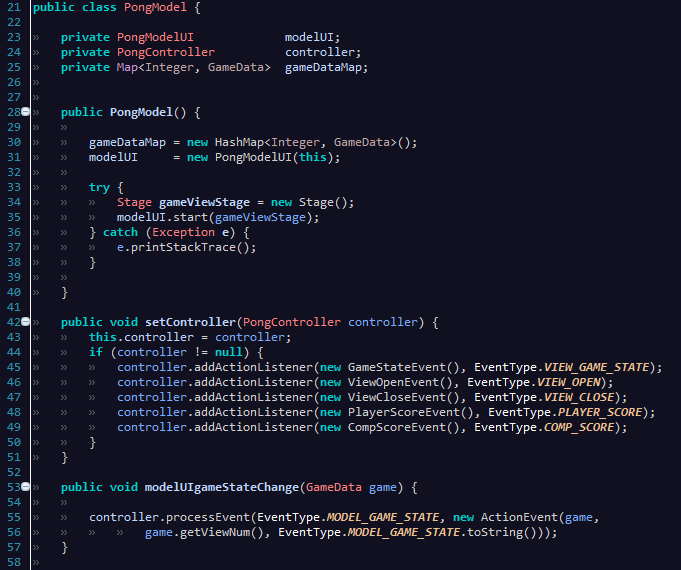 21 public class PongModel {
22
23 »   private PongModelUI             modelUI;
24 »   private PongController          controller;
25 »   private Map<Integer, GameData>  gameDataMap;
26 »
27 »
28 »   public PongModel() {
29 »   »
30 »   »   gameDataMap = new HashMap<Integer, GameData>();
31 »   »   modelUI     = new PongModelUI(this);
32 »   »
33 »   »   try {
34 »   »   »   Stage gameViewStage = new Stage();
35 »   »   »   modelUI.start(gameViewStage);
36 »   »   } catch (Exception e) {
37 »   »   »   e.printStackTrace();
38 »   »   }
39 »   »
40 »   }
41
42 »   public void setController(PongController controller) {
43 »   »   this.controller = controller;
44 »   »   if (controller != null) {
45 »   »   »   controller.addActionListener(new GameStateEvent(), EventType.VIEW_GAME_STATE);
46 »   »   »   controller.addActionListener(new ViewOpenEvent(), EventType.VIEW_OPEN);
47 »   »   »   controller.addActionListener(new ViewCloseEvent(), EventType.VIEW_CLOSE);
48 »   »   »   controller.addActionListener(new PlayerScoreEvent(), EventType.PLAYER_SCORE);
49 »   »   »   controller.addActionListener(new CompScoreEvent(), EventType.COMP_SCORE);
50 »   »   }
51 »   }
52
53 »   public void modelUIgameStateChange(GameData game) {
54 »   »
55 »   »   controller.processEvent(EventType.MODEL_GAME_STATE, new ActionEvent(game,
56 »   »   »   »   game.getViewNum(), EventType.MODEL_GAME_STATE.toString()));
57 »   }
58 »